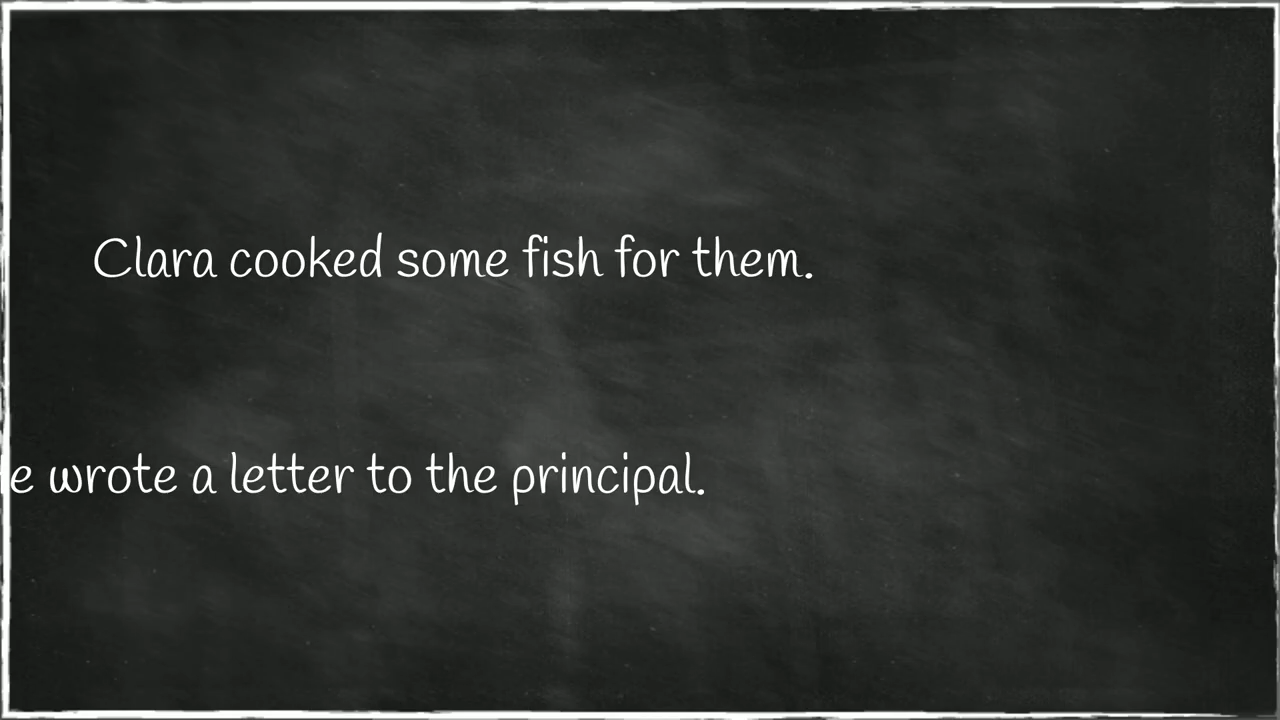 Clara cooked some fish for them.
wrote a letter to the principal.